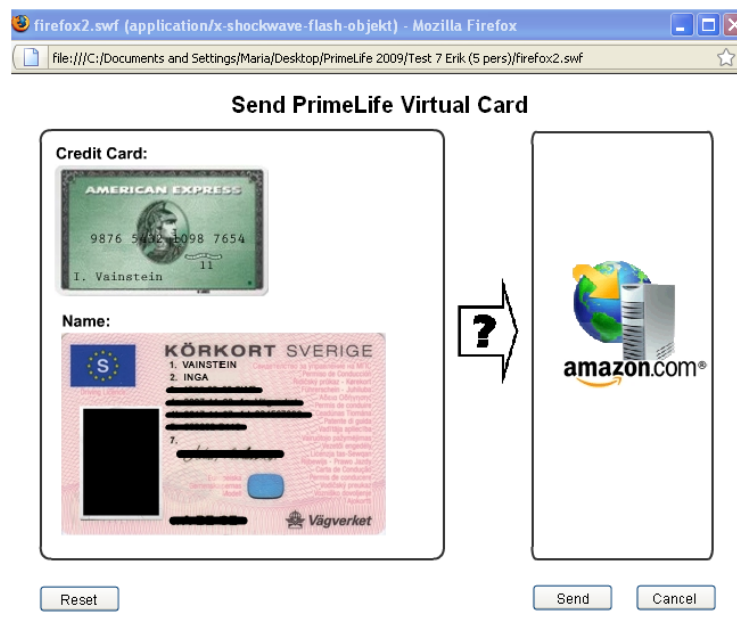 firefox2.swf (application/x-shockwave-flash-objekt) - Mozilla Firefox
file:///C:/Documents and Settings/Maria/Desktop/PrimeLife 2009/Test 7 Erik (5 pers)/firefox2.swf
Send PrimeLife Virtual Card
Credit Card:
AMERICAN EXPRESS
9876 5432 1098 7654
11
I. Vainstein
?
amazon.com®
Name:
S
KÖRKORT SVERIGE
1. VAINSTEIN
2. INGA
7.
Vägverket
Reset
Send
Cancel